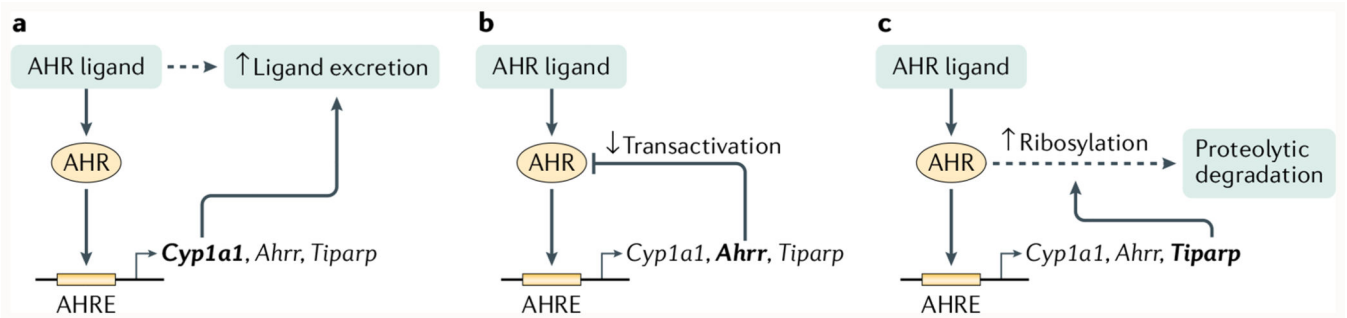 a
AHR ligand
↑Ligand excretion
AHR
Cyp1a1, Ahrr, Tiparp
AHRE
b
AHR ligand
↓Transactivation
AHR
Cyp1a1, Ahrr, Tiparp
AHRE
c
AHR ligand
↑Ribosylation
AHR
Proteolytic
degradation
Cyp1a1, Ahrr, Tiparp
AHRE